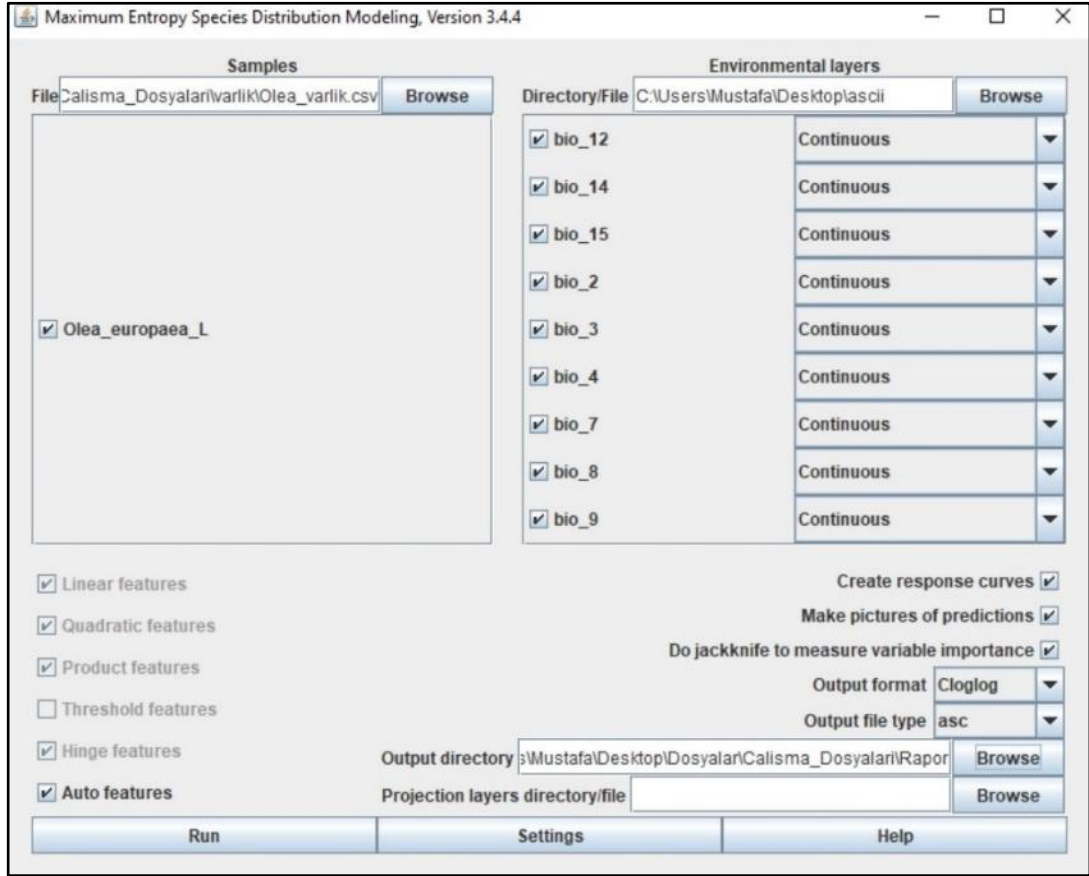 Maximum Entropy Species Distribution Modeling, Version 3.4.4
Samples
File Calisma_Dosyalari\varlik\Olea_varlik.csv Browse
Olea_europaea_L
Environmental layers
Directory/File C:\Users\Mustafa\Desktop\ascii Browse
bio_12 Continuous
bio_14 Continuous
bio_15 Continuous
bio_2 Continuous
bio_3 Continuous
bio_4 Continuous
bio_7 Continuous
bio_8 Continuous
bio_9 Continuous
Linear features
Quadratic features
Product features
Threshold features
Hinge features
Auto features
Create response curves
Make pictures of predictions
Do jackknife to measure variable importance
Output format Cloglog
Output file type asc
Output directory s\Mustafa\Desktop\Dosyalar\Calisma_Dosyalari\Rapor Browse
Projection layers directory/file Browse
Run Settings Help